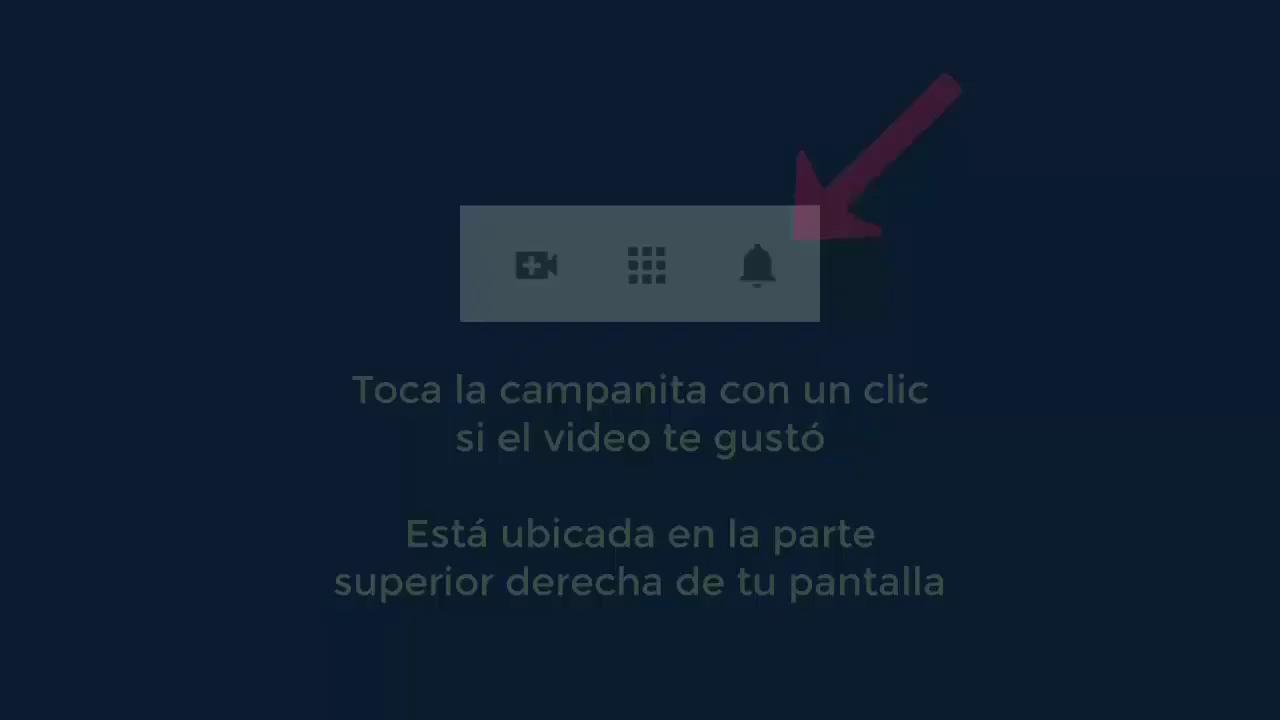 Toca la campanita con un clic
si el video te gustó
Está ubicada en la parte
superior derecha de tu pantalla